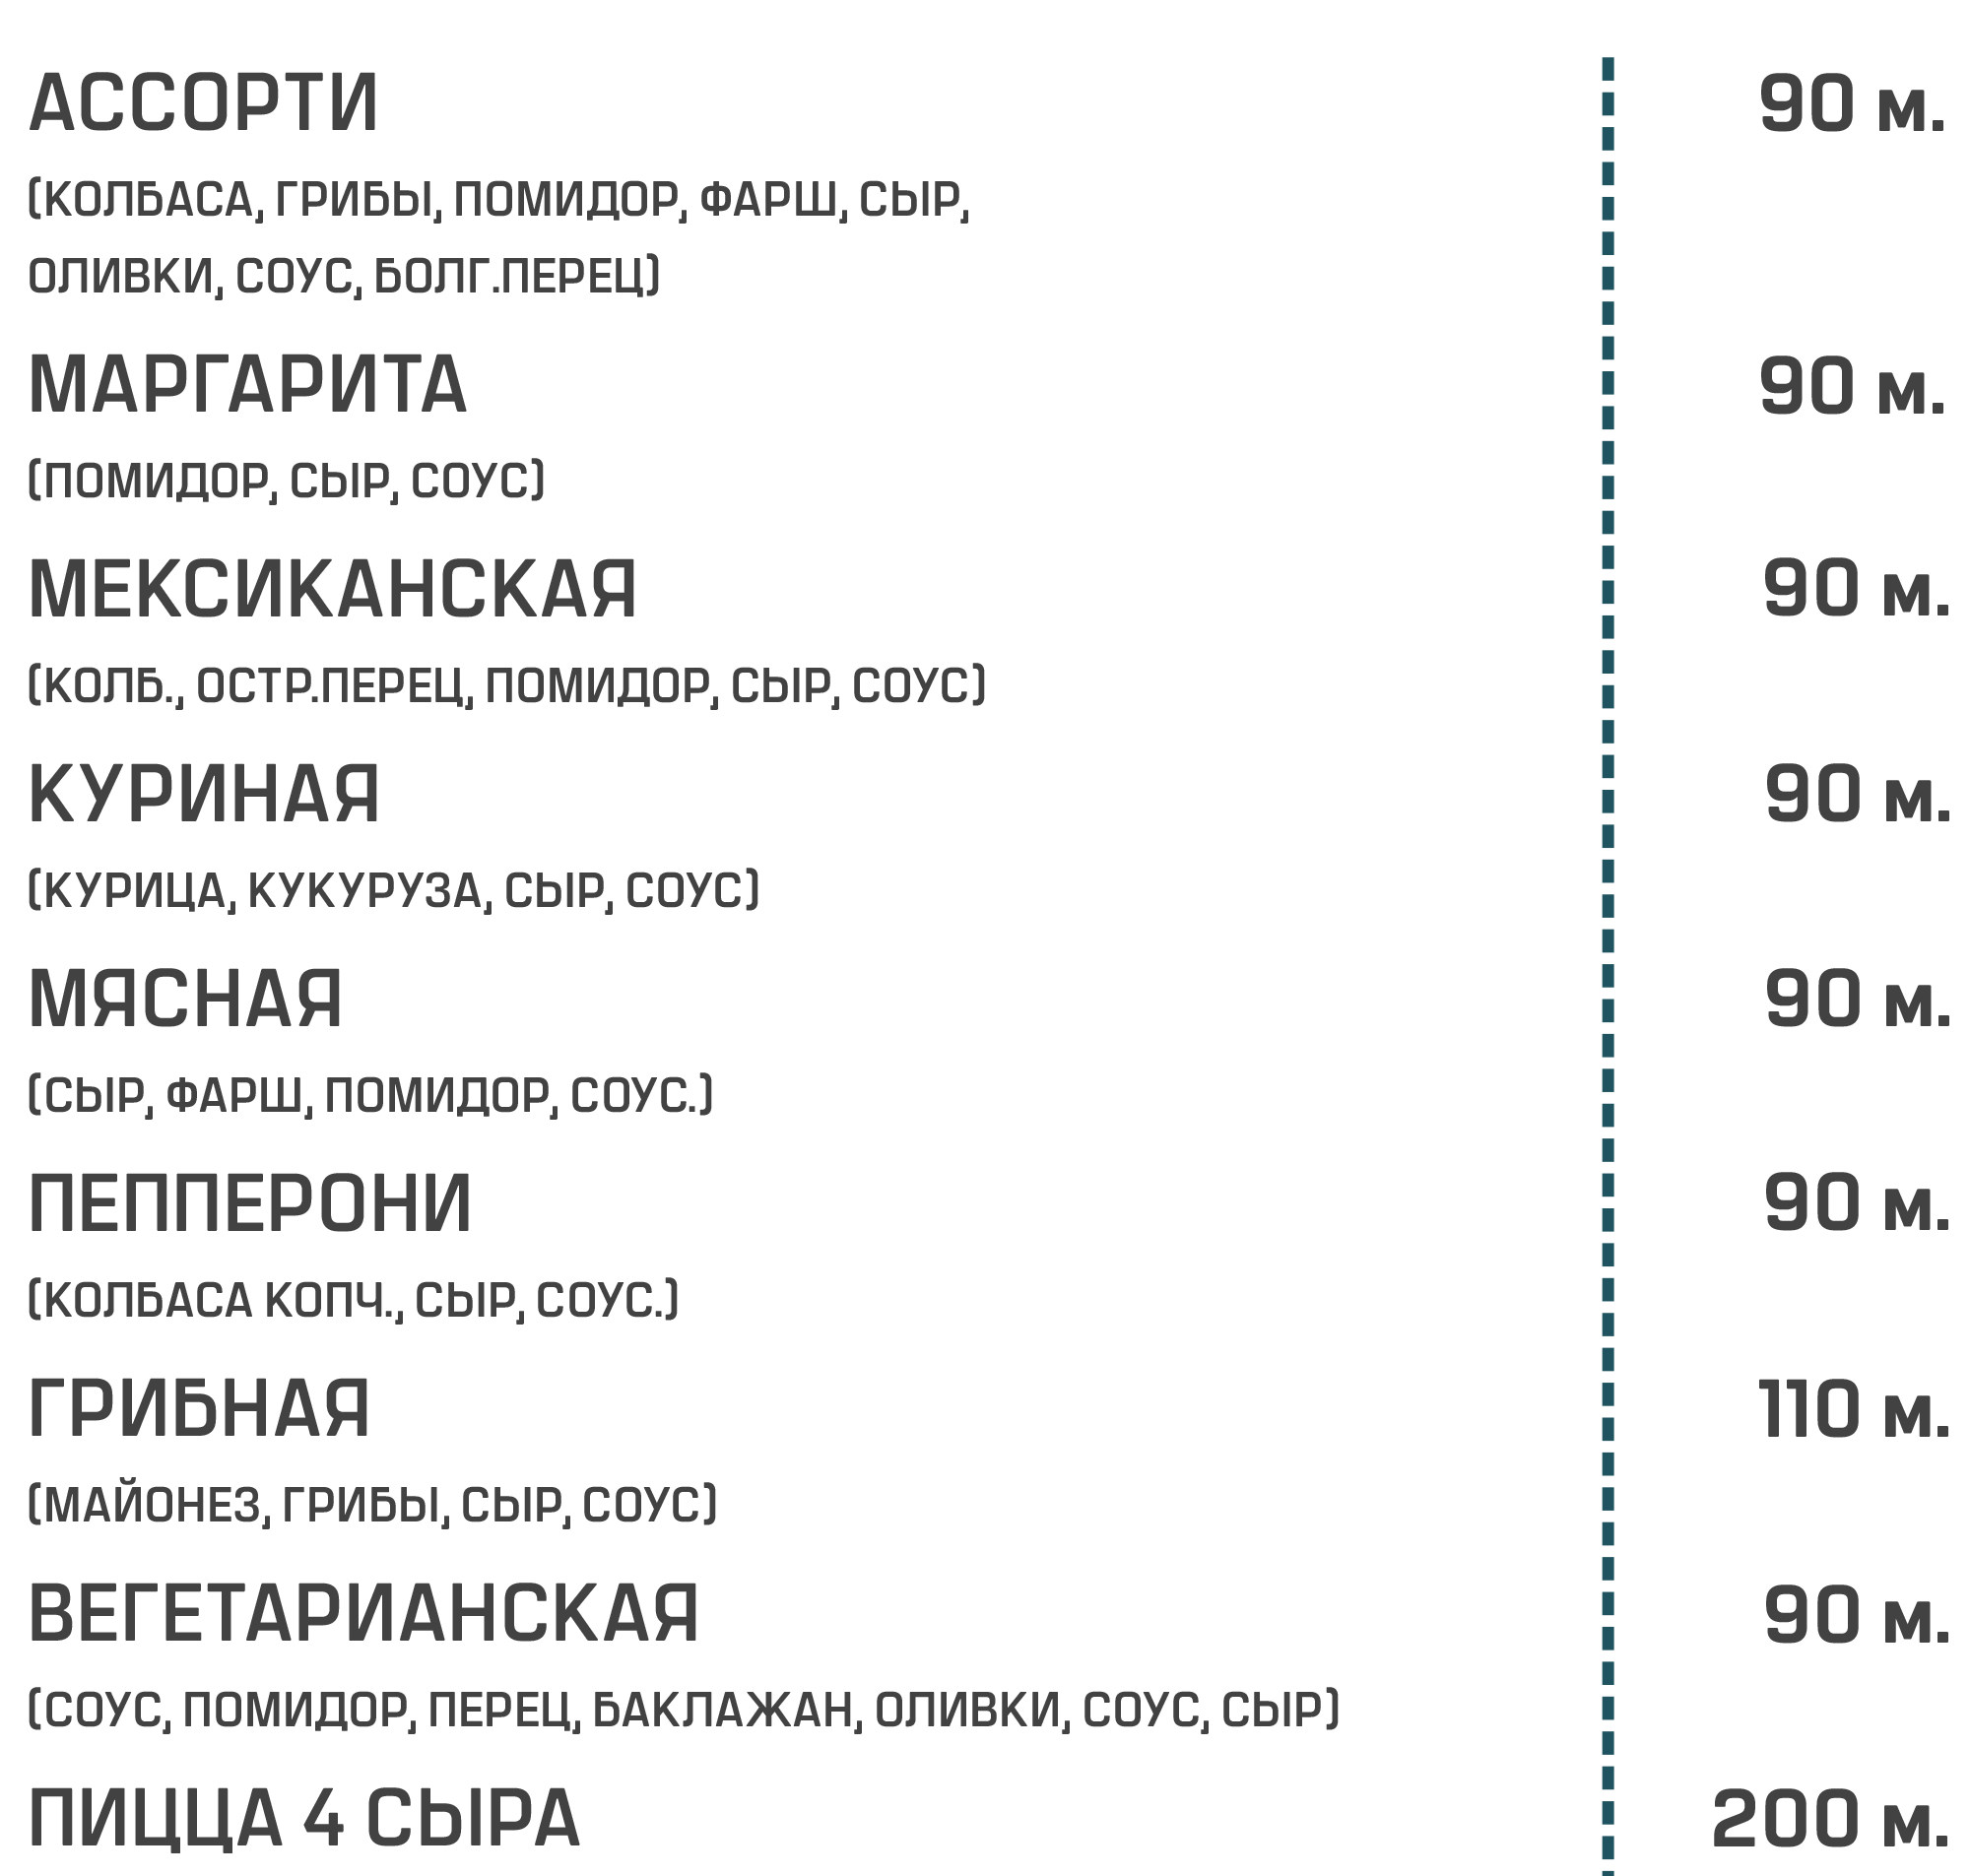 АССОРТИ 90 м.
(КОЛБАСА, ГРИБЫ, ПОМИДОР, ФАРШ, СЫР,
ОЛИВКИ, СОУС, БОЛГ.ПЕРЕЦ)
МАРГАРИТА 90 м.
(ПОМИДОР, СЫР, СОУС)
МЕКСИКАНСКАЯ 90 м.
(КОЛБ., ОСТР.ПЕРЕЦ, ПОМИДОР, СЫР, СОУС)
КУРИНАЯ 90 м.
(КУРИЦА, КУКУРУЗА, СЫР, СОУС)
МЯСНАЯ 90 м.
(СЫР, ФАРШ, ПОМИДОР, СОУС.)
ПЕППЕРОНИ 90 м.
(КОЛБАСА КОПЧ., СЫР, СОУС.)
ГРИБНАЯ 110 м.
(МАЙОНЕЗ, ГРИБЫ, СЫР, СОУС)
ВЕГЕТАРИАНСКАЯ 90 м.
(СОУС, ПОМИДОР, ПЕРЕЦ, БАКЛАЖАН, ОЛИВКИ, СОУС, СЫР)
ПИЦЦА 4 СЫРА 200 м.